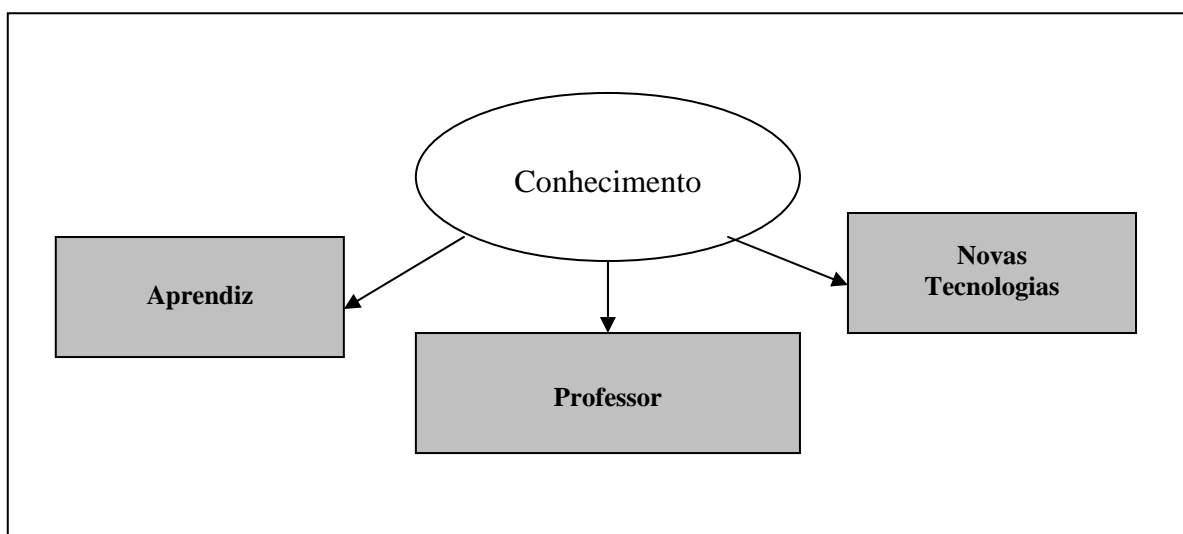 Conhecimento
Aprendiz
Novas
Tecnologias
Professor